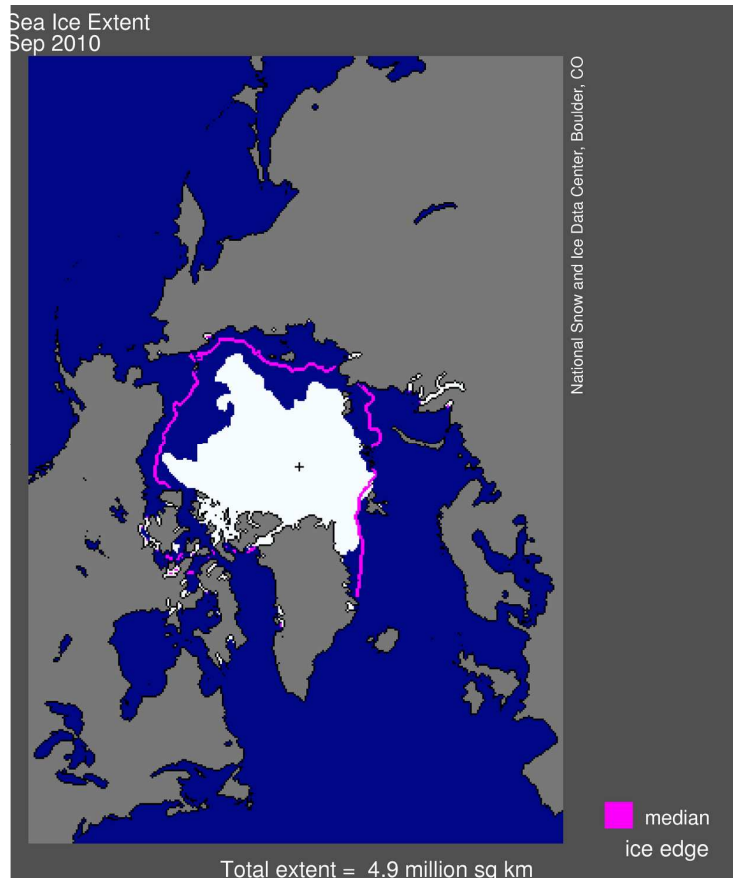 Sea Ice Extent
Sep 2010
National Snow and Ice Data Center, Boulder, CO
median
ice edge
Total extent = 4.9 million sq km